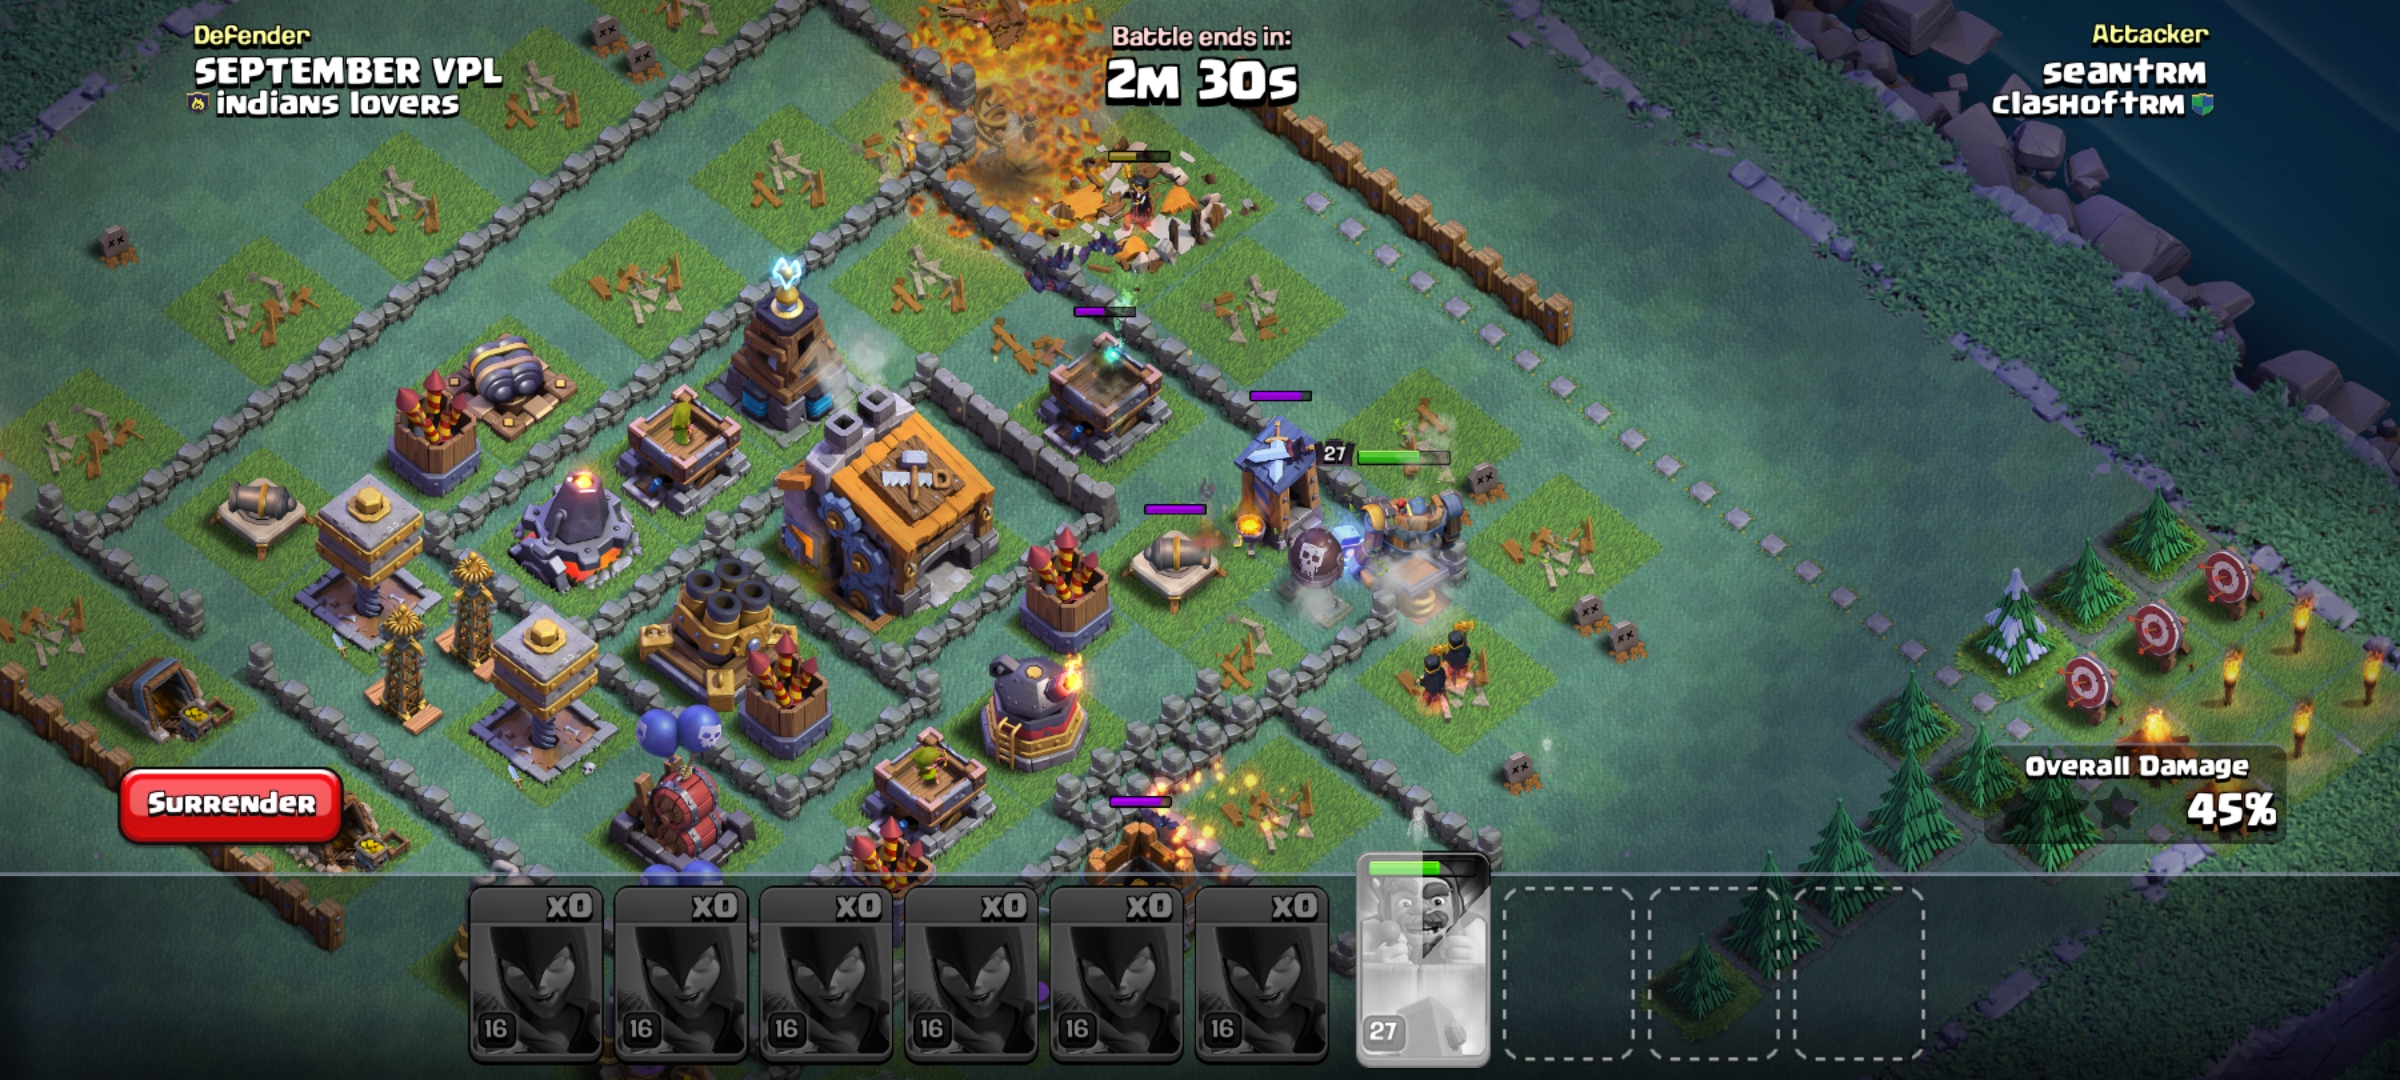 Defender
SEPTEMBER VPL
indians lovers
Battle ends in:
2M 30s
Attacker
seantRM
clashoftRM
27
Surrender
Overall Damage
45%
x0 x0 x0 x0 x0 x0
16 16 16 16 16 16 27